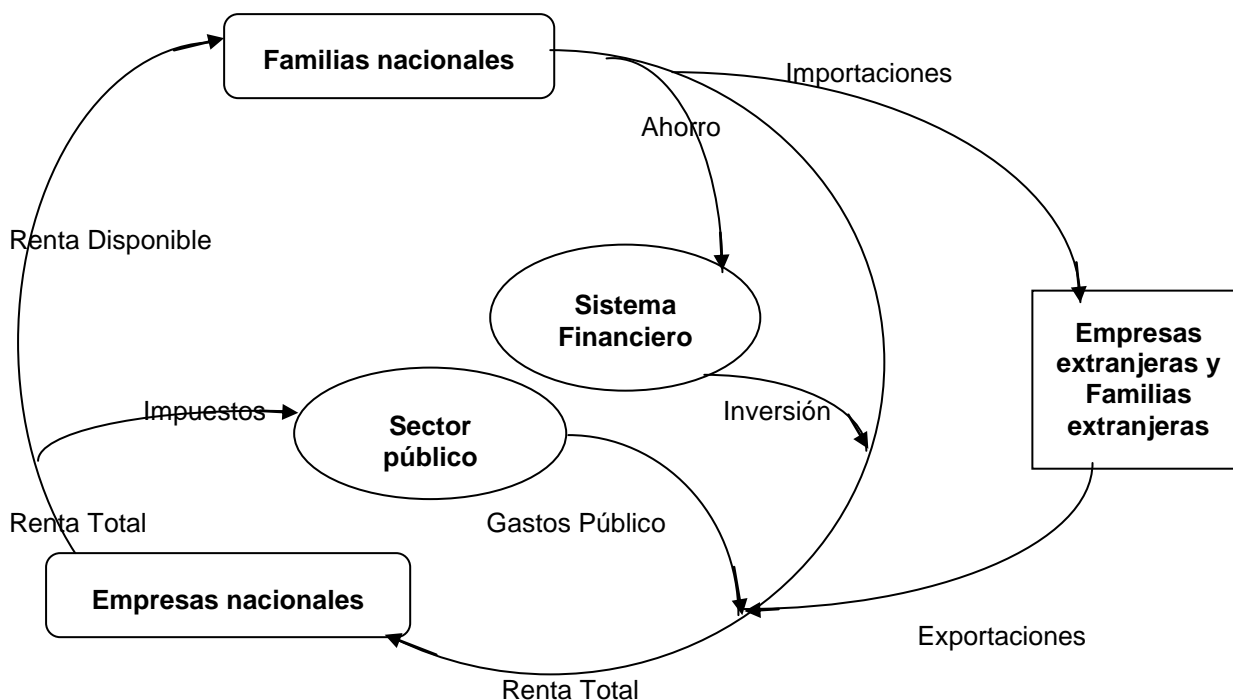 Familias nacionales
Importaciones
Ahorro
Renta Disponible
Sistema
Financiero
Empresas
extranjeras y
Familias
extranjeras
Impuestos
Inversión
Sector
público
Renta Total
Gastos Público
Empresas nacionales
Exportaciones
Renta Total